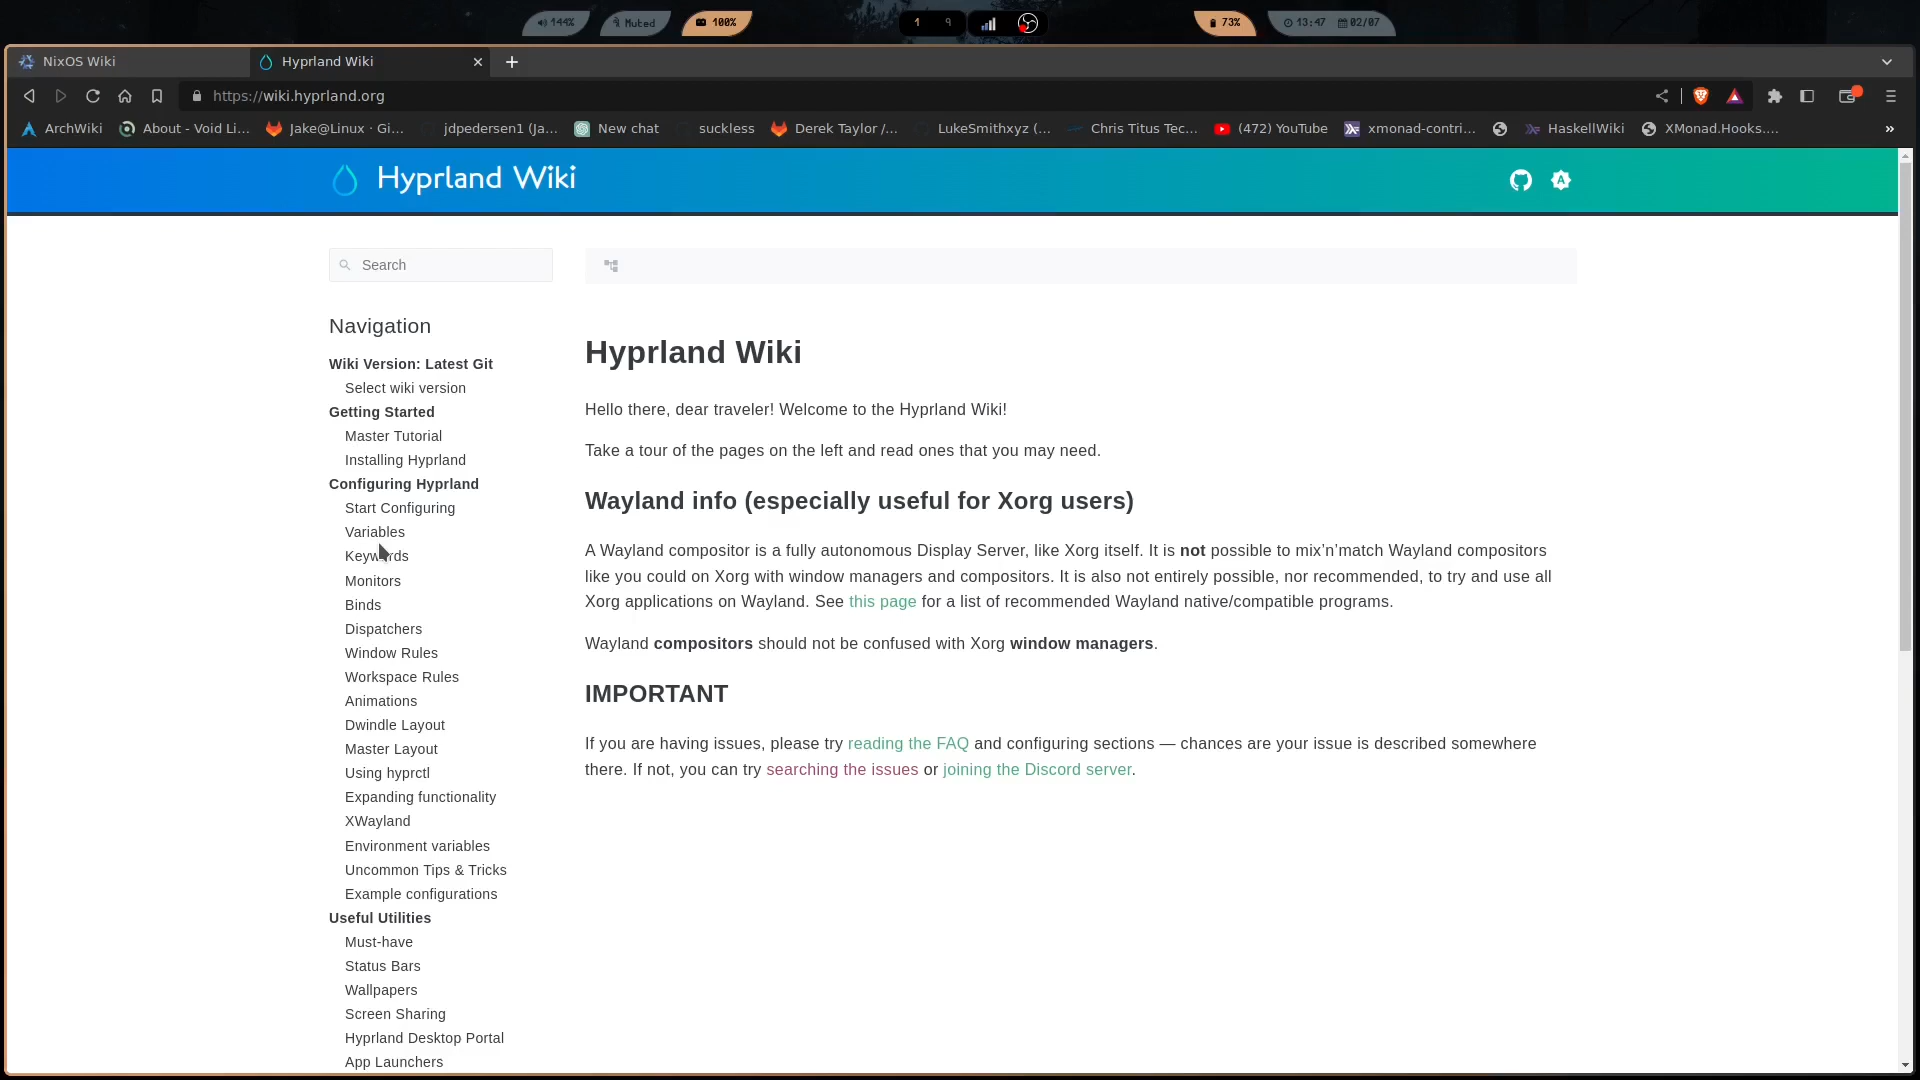 144%
Muted
100%
1
9
73%
13:47
02/07
NixOS Wiki
Hyprland Wiki
https://wiki.hyprland.org
ArchWiki
About - Void Li...
Jake@Linux · Gi...
jdpedersen1 (Ja...
New chat
suckless
Derek Taylor /...
LukeSmithxyz (...
Chris Titus Tec...
(472) YouTube
xmonad-contri...
HaskellWiki
XMonad.Hooks....
»
Hyprland Wiki
Search
Navigation
Wiki Version: Latest Git
Select wiki version
Getting Started
Master Tutorial
Installing Hyprland
Configuring Hyprland
Start Configuring
Variables
Keywords
Monitors
Binds
Dispatchers
Window Rules
Workspace Rules
Animations
Dwindle Layout
Master Layout
Using hyprctl
Expanding functionality
XWayland
Environment variables
Uncommon Tips & Tricks
Example configurations
Useful Utilities
Must-have
Status Bars
Wallpapers
Screen Sharing
Hyprland Desktop Portal
App Launchers
Hyprland Wiki
Hello there, dear traveler! Welcome to the Hyprland Wiki!
Take a tour of the pages on the left and read ones that you may need.
Wayland info (especially useful for Xorg users)
A Wayland compositor is a fully autonomous Display Server, like Xorg itself. It is not possible to mix’n’match Wayland compositors
like you could on Xorg with window managers and compositors. It is also not entirely possible, nor recommended, to try and use all
Xorg applications on Wayland. See this page for a list of recommended Wayland native/compatible programs.
Wayland compositors should not be confused with Xorg window managers.
IMPORTANT
If you are having issues, please try reading the FAQ and configuring sections — chances are your issue is described somewhere
there. If not, you can try searching the issues or joining the Discord server.